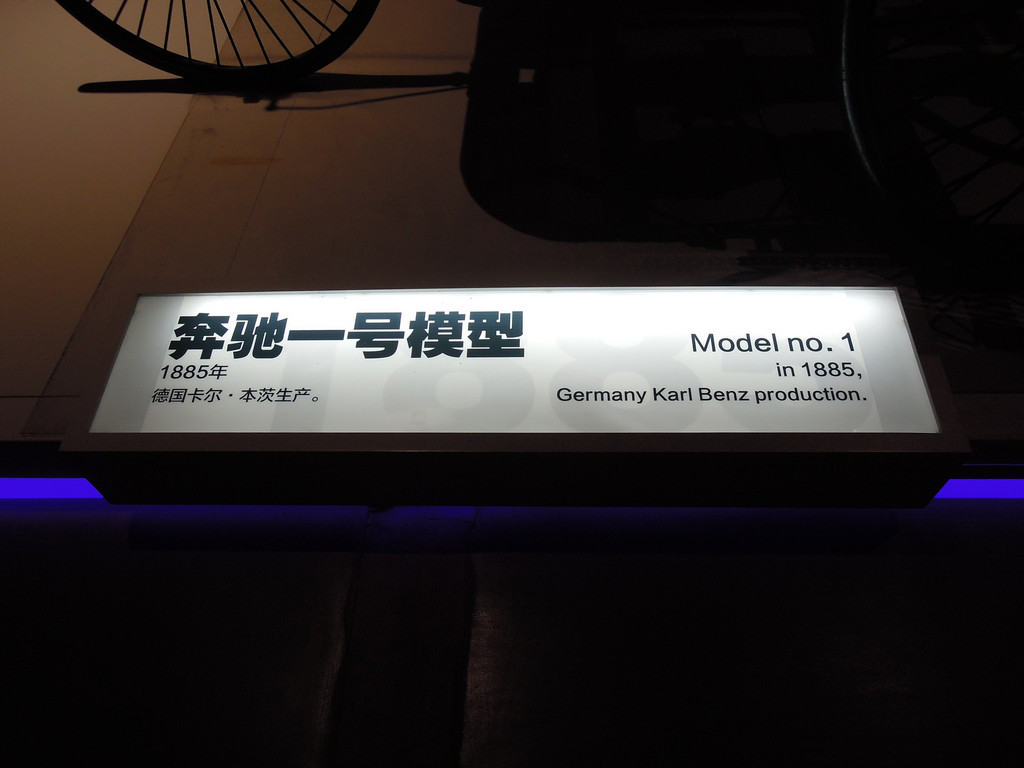 奔驰一号模型
1885年
德国卡尔·本茨生产。
Model no. 1
in 1885,
Germany Karl Benz production.
1885